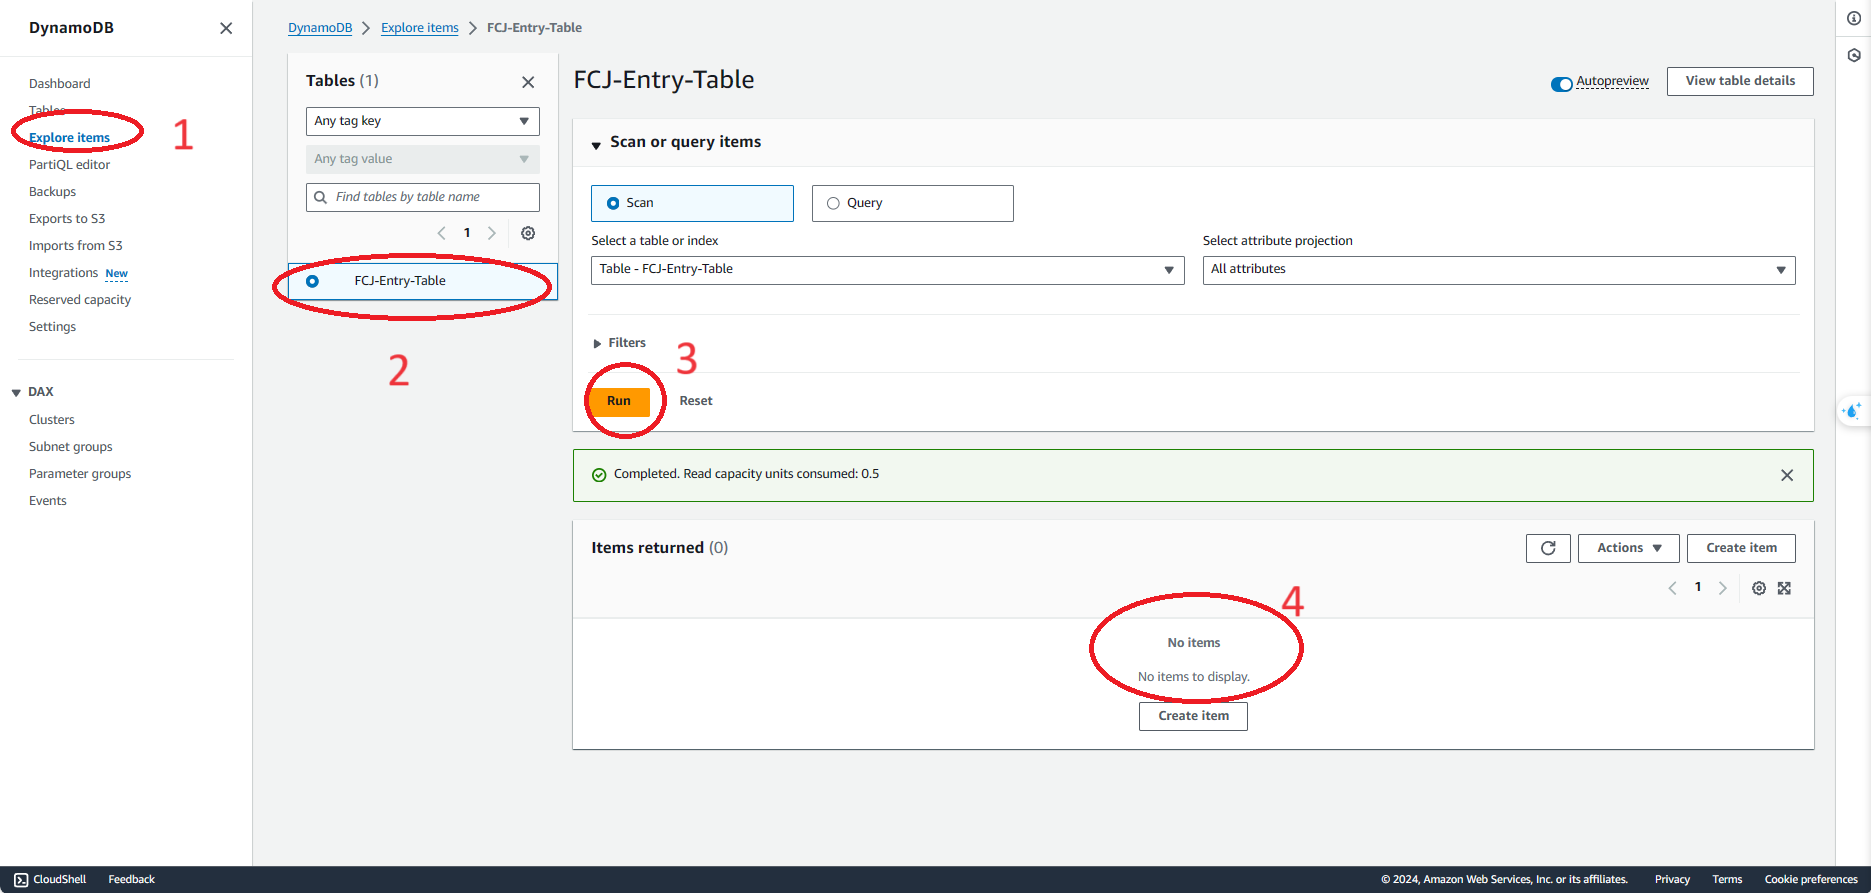 DynamoDB
Dashboard
Tables
Explore items
1
PartiQL editor
Backups
Exports to S3
Imports from S3
Integrations New
Reserved capacity
Settings
DAX
Clusters
Subnet groups
Parameter groups
Events
DynamoDB Explore items FCJ-Entry-Table
Tables (1)
Any tag key
Any tag value
Find tables by table name
1
FCJ-Entry-Table
2
FCJ-Entry-Table
Autopreview
View table details
Scan or query items
Scan
Query
Select a table or index
Table - FCJ-Entry-Table
Select attribute projection
All attributes
Filters
3
Run
Reset
Completed. Read capacity units consumed: 0.5
Items returned (0)
Actions
Create item
1
4
No items
No items to display.
Create item
CloudShell
Feedback
© 2024, Amazon Web Services, Inc. or its affiliates.
Privacy
Terms
Cookie preferences